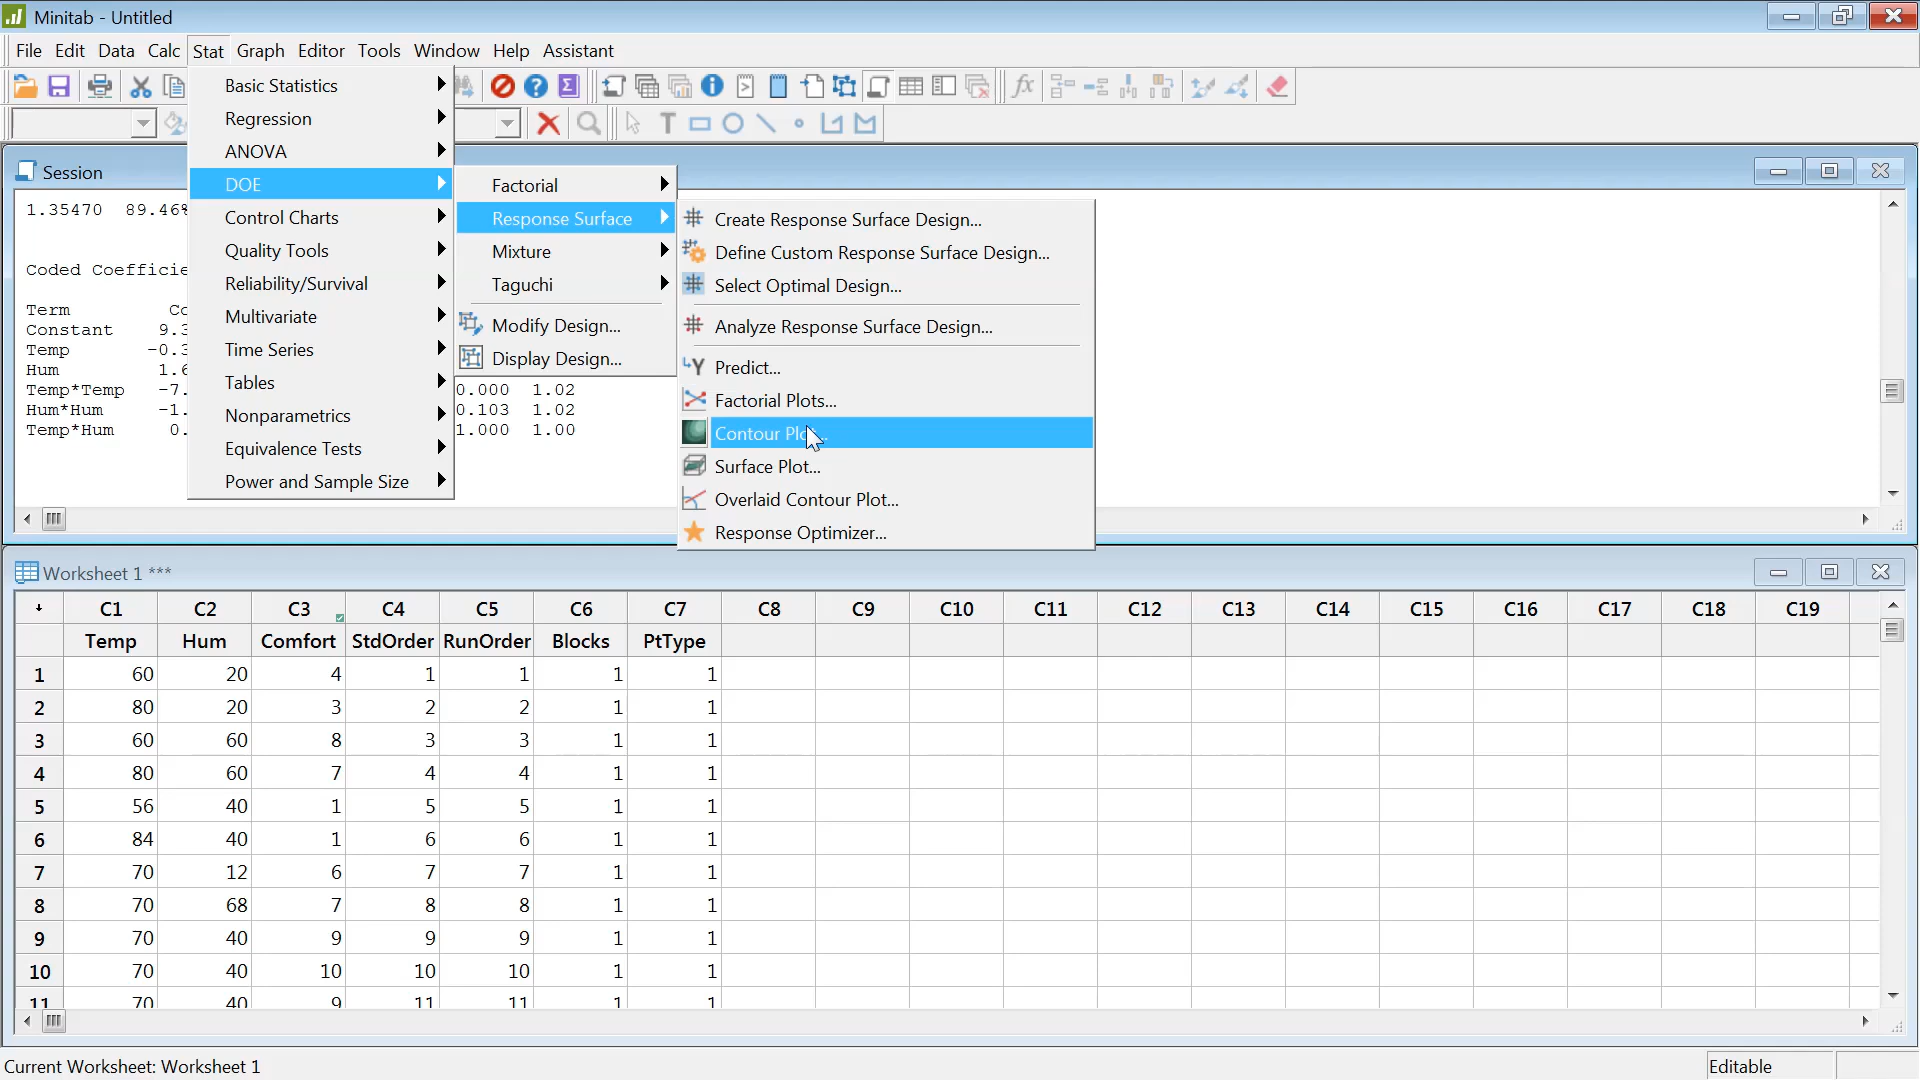 Minitab - Untitled
File Edit Data Calc Stat Graph Editor Tools Window Help Assistant
Basic Statistics
Regression
ANOVA
DOE
Control Charts
Quality Tools
Reliability/Survival
Multivariate
Time Series
Tables
Nonparametrics
Equivalence Tests
Power and Sample Size
Factorial
Response Surface
Mixture
Taguchi
Modify Design...
Display Design...
Create Response Surface Design...
Define Custom Response Surface Design...
Select Optimal Design...
Analyze Response Surface Design...
Predict...
Factorial Plots...
Contour Plot...
Surface Plot...
Overlaid Contour Plot...
Response Optimizer...
Session
1.35470 89.46%
Coded Coefficie
Term Co
Constant 9.3
Temp -0.3
Hum 1.6
Temp*Temp -7. 0.000 1.02
Hum*Hum -1. 0.103 1.02
Temp*Hum 0. 1.000 1.00
Worksheet 1 ***
C1 C2 C3 C4 C5 C6 C7 C8 C9 C10 C11 C12 C13 C14 C15 C16 C17 C18 C19
Temp Hum Comfort StdOrder RunOrder Blocks PtType
1 60 20 4 1 1 1 1
2 80 20 3 2 2 1 1
3 60 60 8 3 3 1 1
4 80 60 7 4 4 1 1
5 56 40 1 5 5 1 1
6 84 40 1 6 6 1 1
7 70 12 6 7 7 1 1
8 70 68 7 8 8 1 1
9 70 40 9 9 9 1 1
10 70 40 10 10 10 1 1
11 70 40 9 11 11 1 1
Current Worksheet: Worksheet 1
Editable